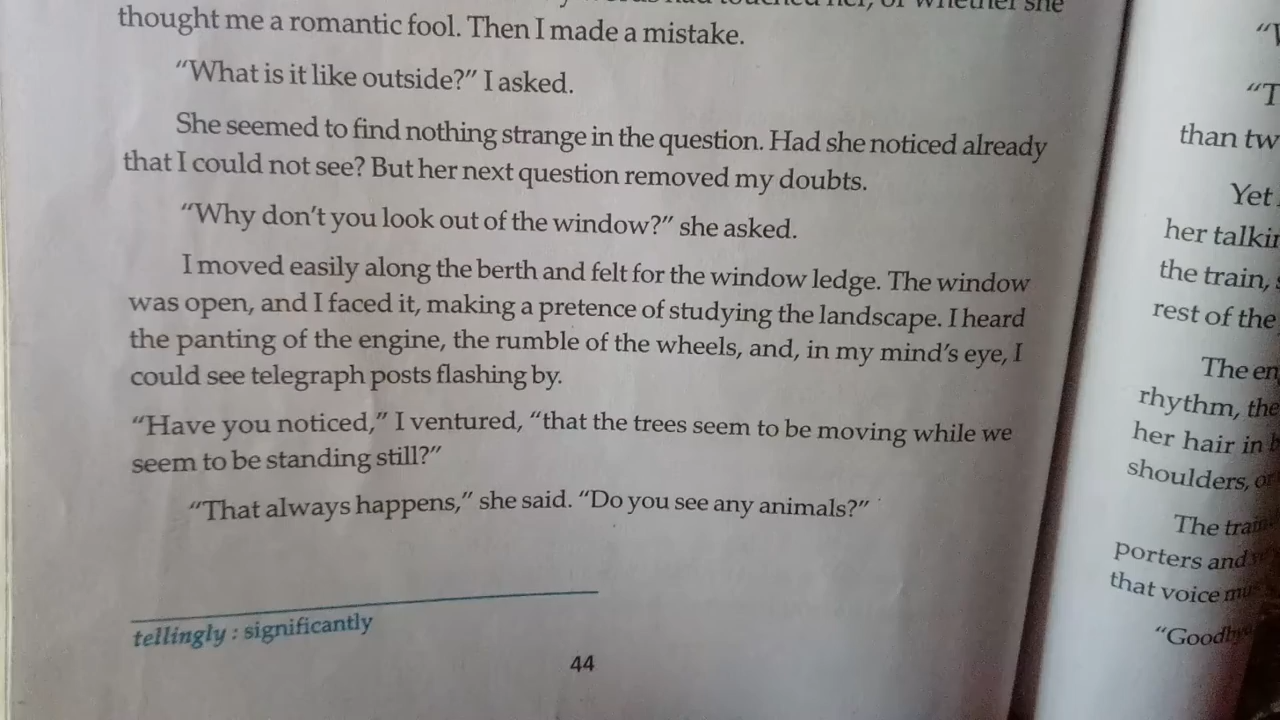 thought me a romantic fool. Then I made a mistake.
"What is it like outside?" I asked.
She seemed to find nothing strange in the question. Had she noticed already
that I could not see? But her next question removed my doubts.
"Why don't you look out of the window?" she asked.
I moved easily along the berth and felt for the window ledge. The window
was open, and I faced it, making a pretence of studying the landscape. I heard
the panting of the engine, the rumble of the wheels, and, in my mind's eye, I
could see telegraph posts flashing by.
"Have you noticed," I ventured, "that the trees seem to be moving while we
seem to be standing still?"
"That always happens," she said. "Do you see any animals?"
tellingly : significantly
44
than tw
Yet
her talki
the train,
rest of the
The en
rhythm, the
her hair in
shoulders, or
The train
porters and
that voice mu
"Goodby